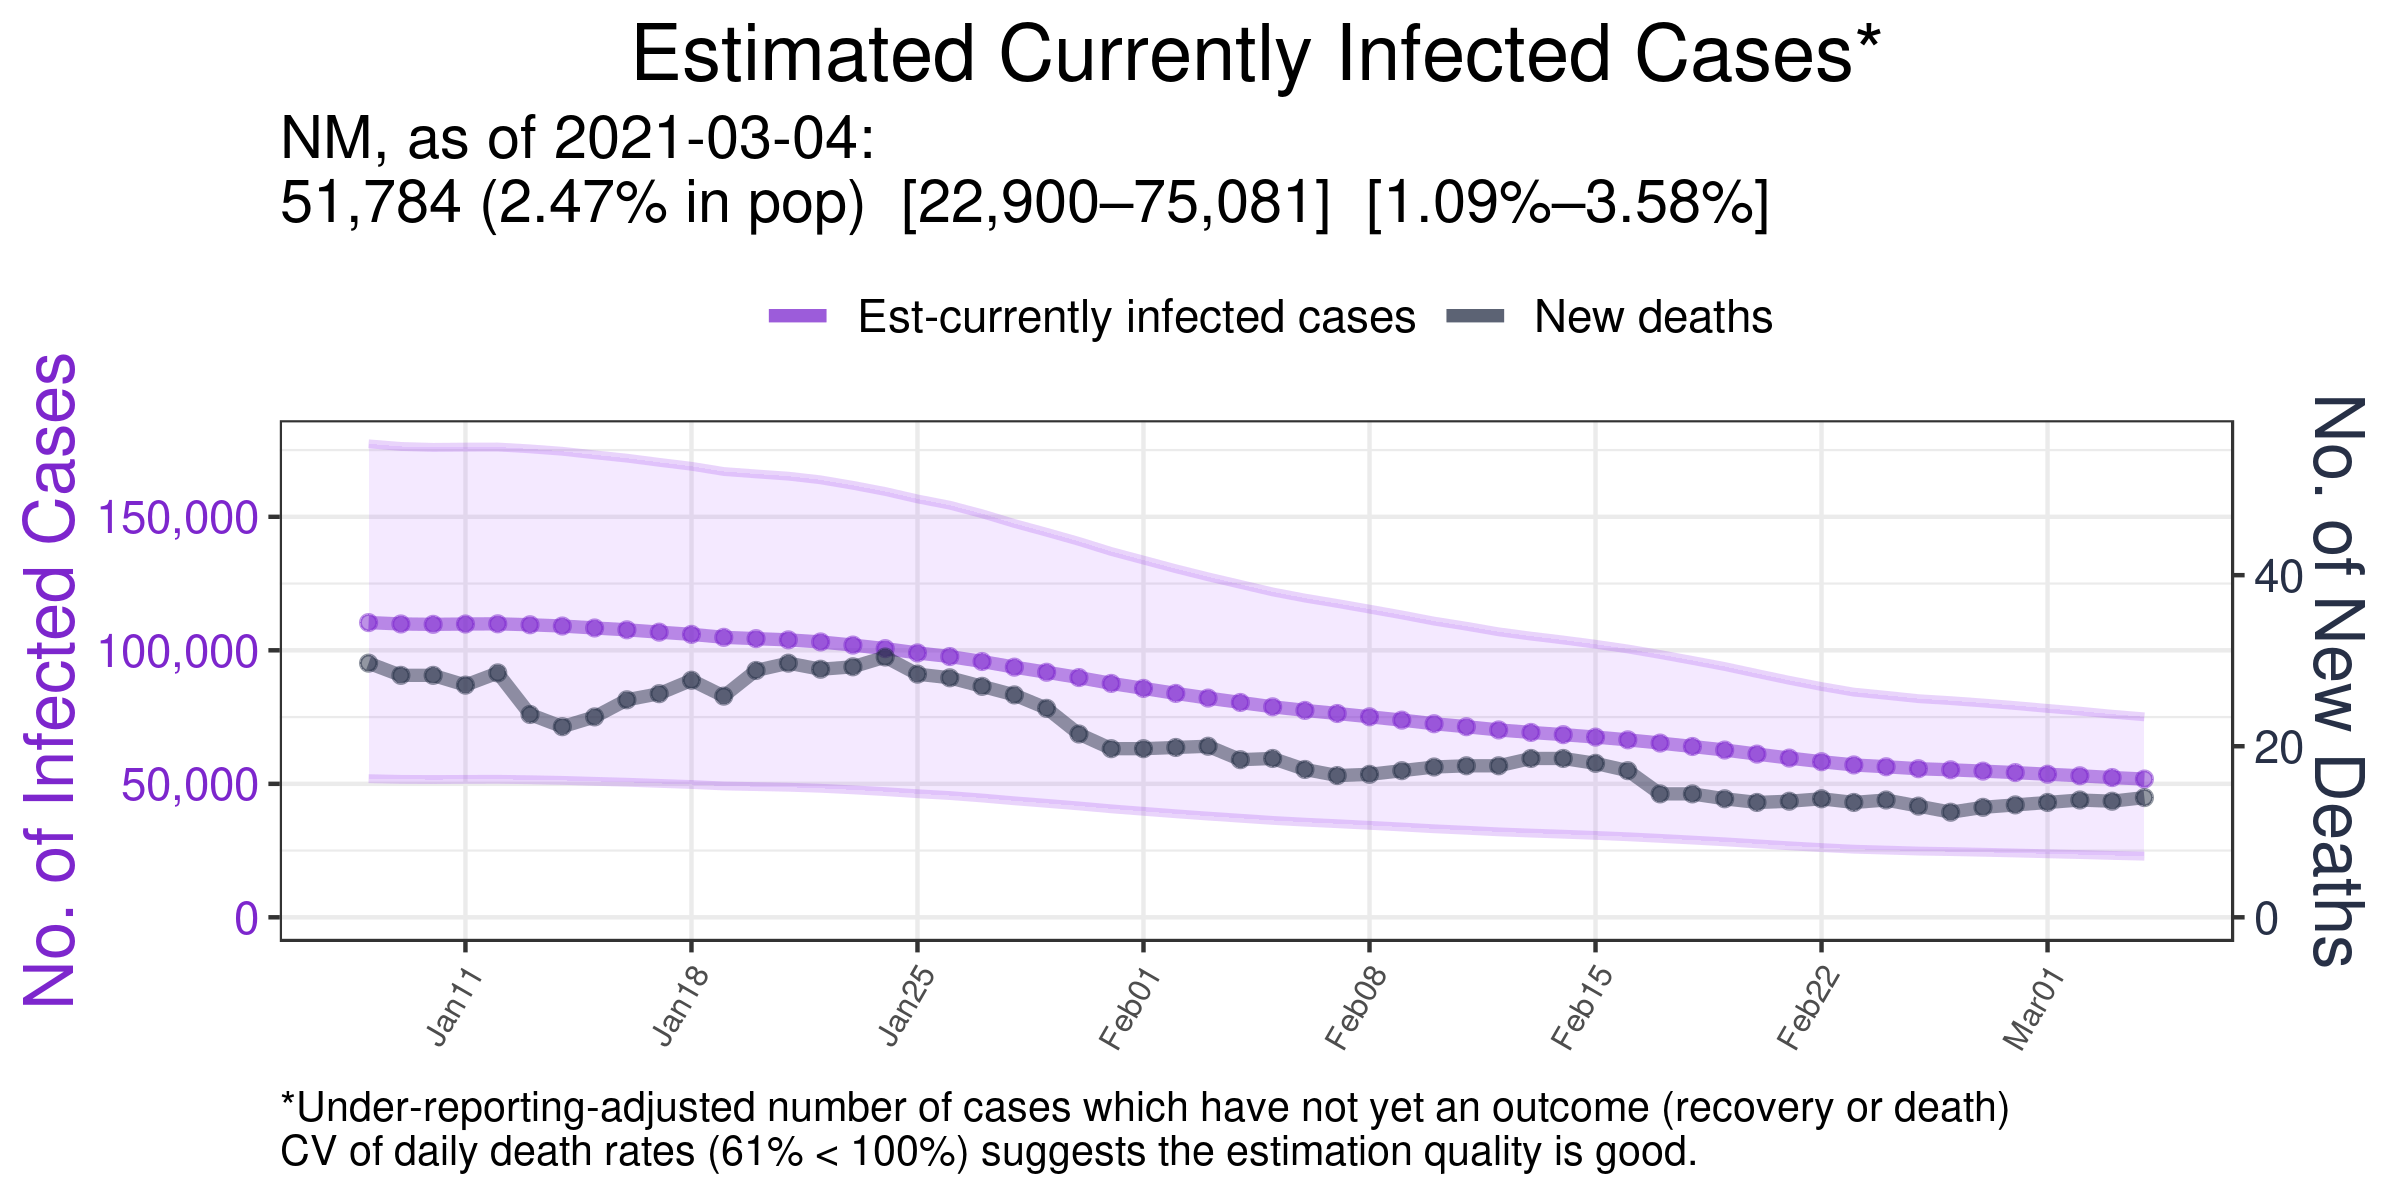 Estimated Currently Infected Cases*
NM, as of 2021-03-04:
51,784 (2.47% in pop) [22,900–75,081] [1.09%–3.58%]
Est-currently infected cases
New deaths
No. of Infected Cases
150,000
100,000
50,000
0
No. of New Deaths
40
20
0
Jan11
Jan18
Jan25
Feb01
Feb08
Feb15
Feb22
Mar01
*Under-reporting-adjusted number of cases which have not yet an outcome (recovery or death)
CV of daily death rates (61% < 100%) suggests the estimation quality is good.